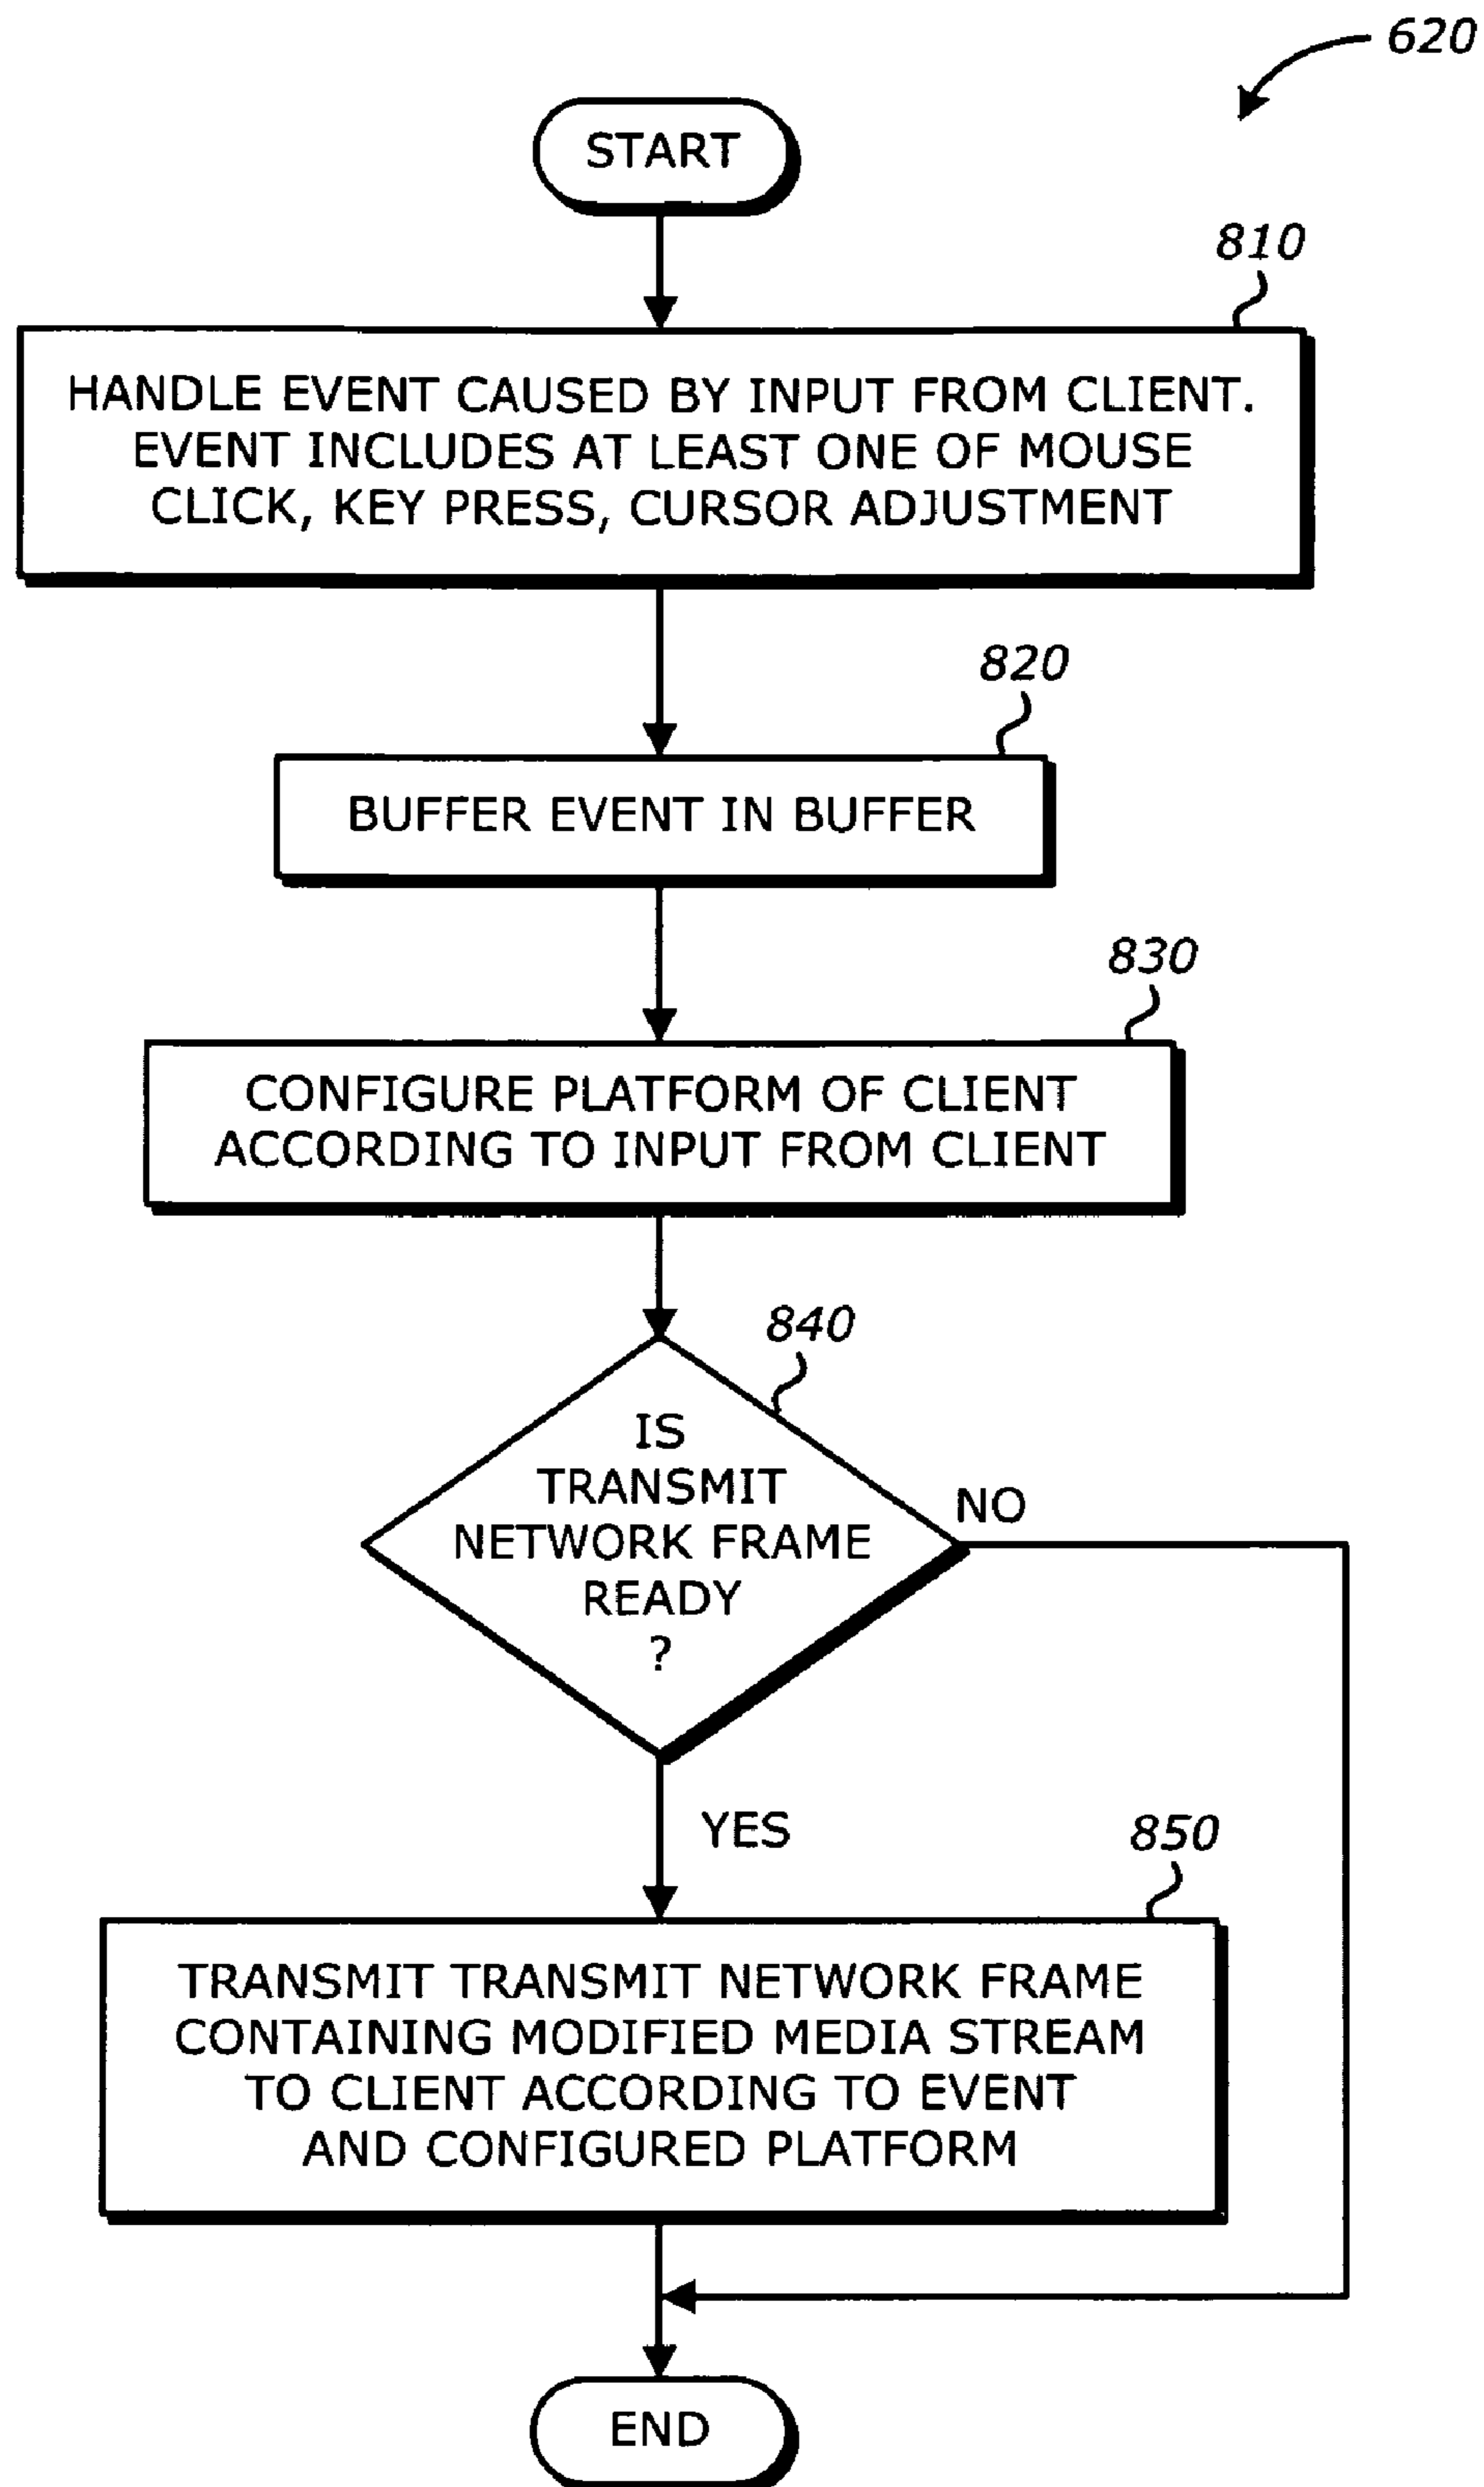 620
START
810
HANDLE EVENT CAUSED BY INPUT FROM CLIENT.
EVENT INCLUDES AT LEAST ONE OF MOUSE
CLICK, KEY PRESS, CURSOR ADJUSTMENT
820
BUFFER EVENT IN BUFFER
830
CONFIGURE PLATFORM OF CLIENT
ACCORDING TO INPUT FROM CLIENT
840
IS
TRANSMIT
NETWORK FRAME
READY
?
NO
YES
850
TRANSMIT TRANSMIT NETWORK FRAME
CONTAINING MODIFIED MEDIA STREAM
TO CLIENT ACCORDING TO EVENT
AND CONFIGURED PLATFORM
END